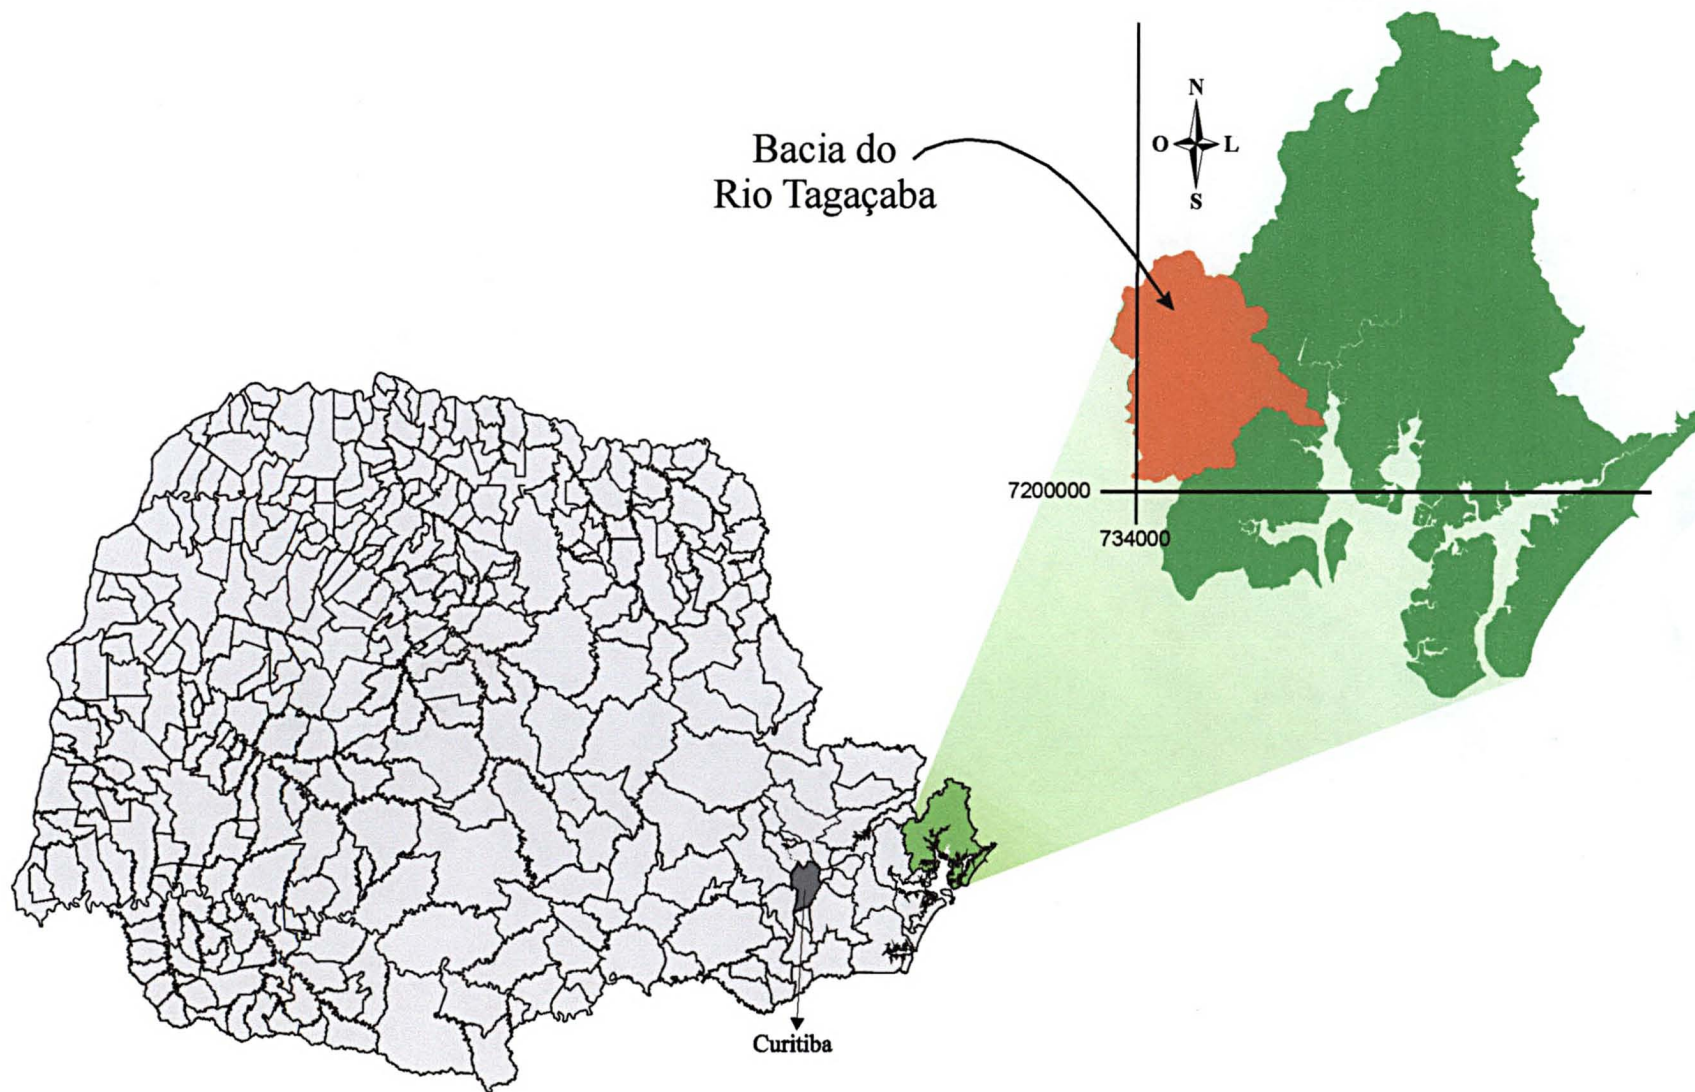 Bacia do
Rio Tagaçaba
N
O L
S
7200000
734000
Curitiba